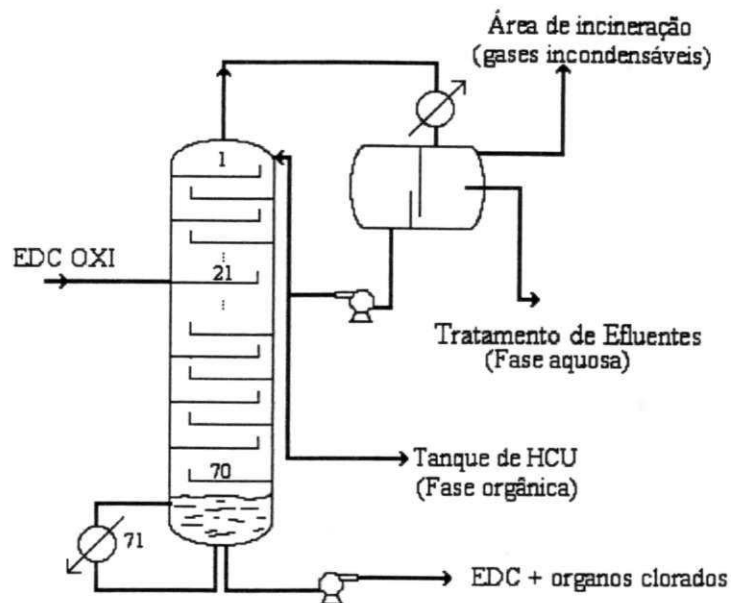 Área de incineração
(gases incondensáveis)
1
EDC OXI
21
Tratamento de Efluentes
(Fase aquosa)
70
Tanque de HCU
(Fase orgânica)
71
EDC + organos clorados